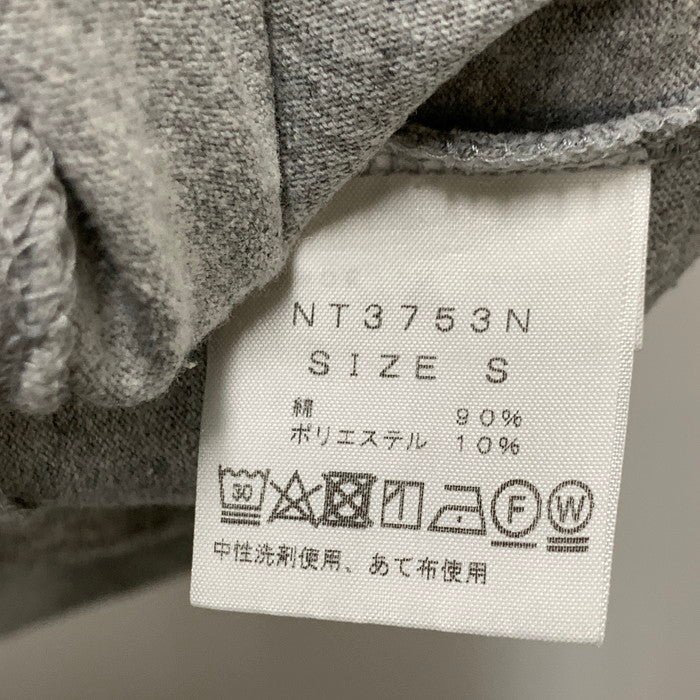 NT3753N
SIZE S
綿 90%
ポリエステル 10%
30 F W
中性洗剤使用、あて布使用